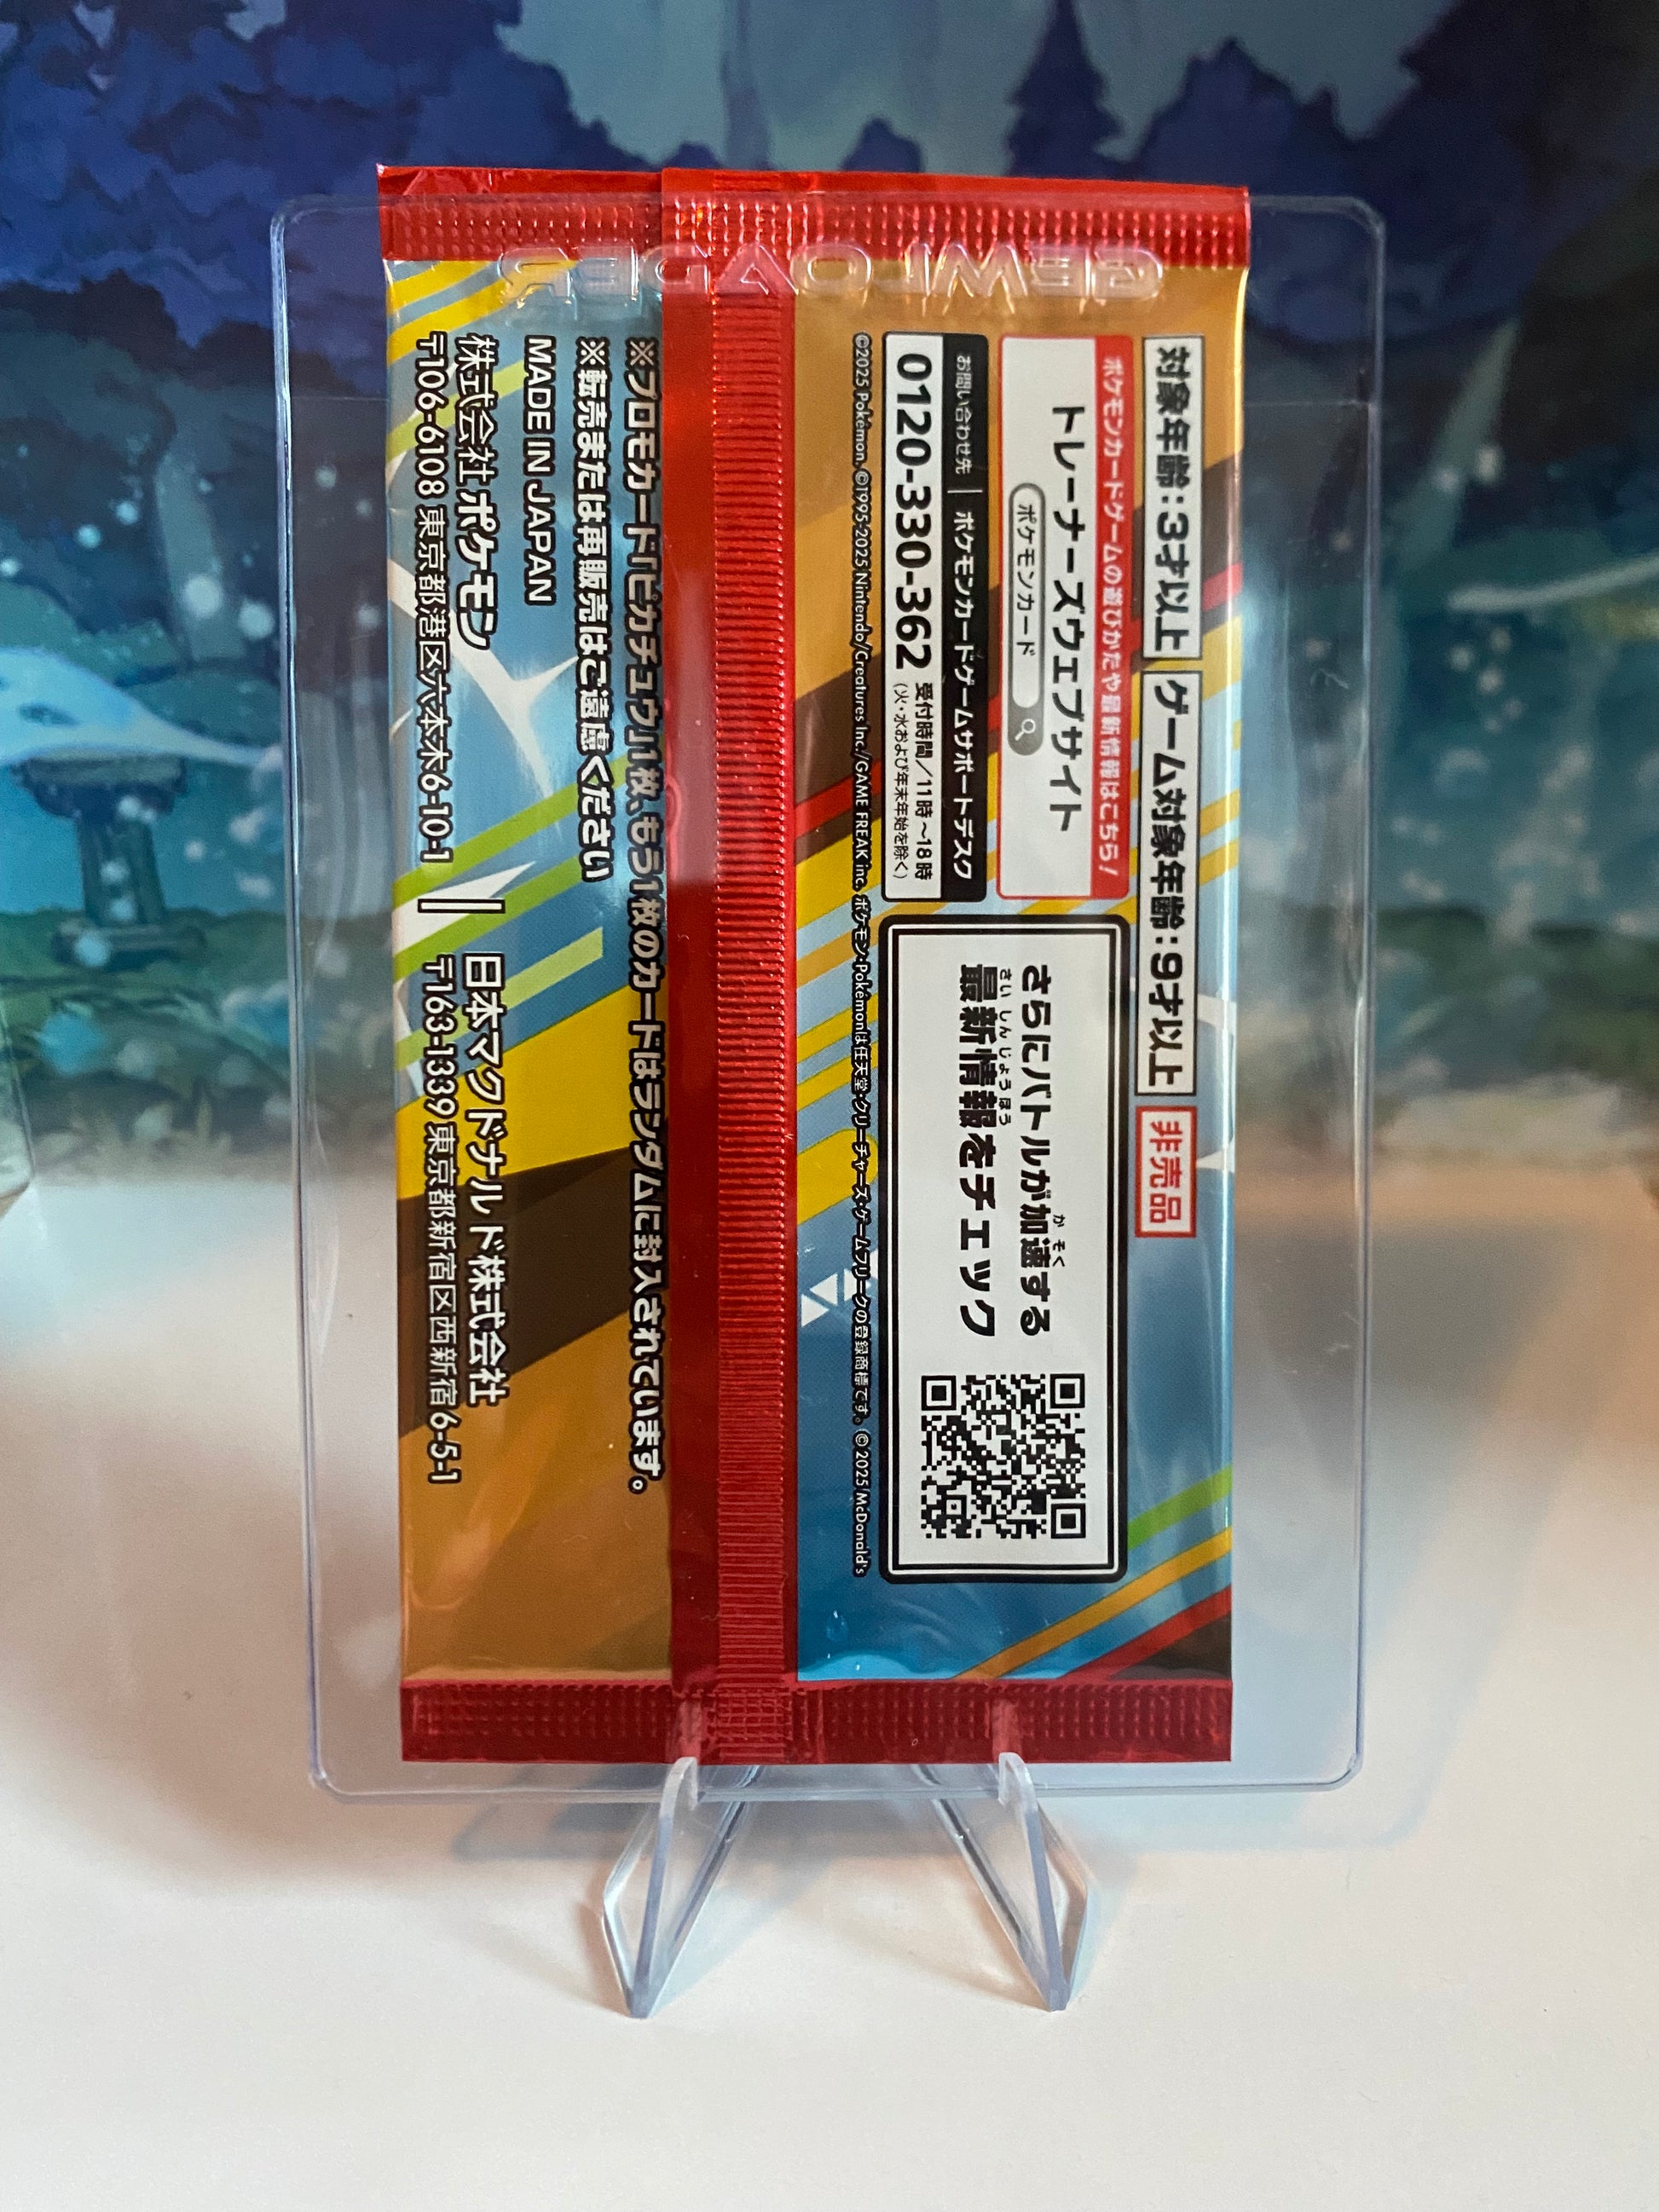 対象年齢：3才以上 ゲーム対象年齢：9才以上 非売品
ポケモンカードゲームの遊びかたや最新情報はこちら！
トレーナーズウェブサイト
ポケモンカード
お問い合わせ先 ポケモンカードゲームサポートデスク
0120-330-362 受付時間／11時～18時
（火・水および年末年始を除く）
さらにバトルが加速する
かそく
最新情報をチェック
さいしんじょうほう
©2025 Pokémon. ©1995-2025 Nintendo/Creatures Inc./GAME FREAK inc. ポケモン・Pokémonは任天堂・クリーチャーズ・ゲームフリークの登録商標です。 © 2025 McDonald's
※プロモカード「ピカチュウ」1枚、もう1枚のカードはランダムに封入されています。
※転売または再販売はご遠慮ください
MADE IN JAPAN
株式会社ポケモン
〒106-6108 東京都港区六本木6-10-1
日本マクドナルド株式会社
〒163-1339 東京都新宿区西新宿6-5-1